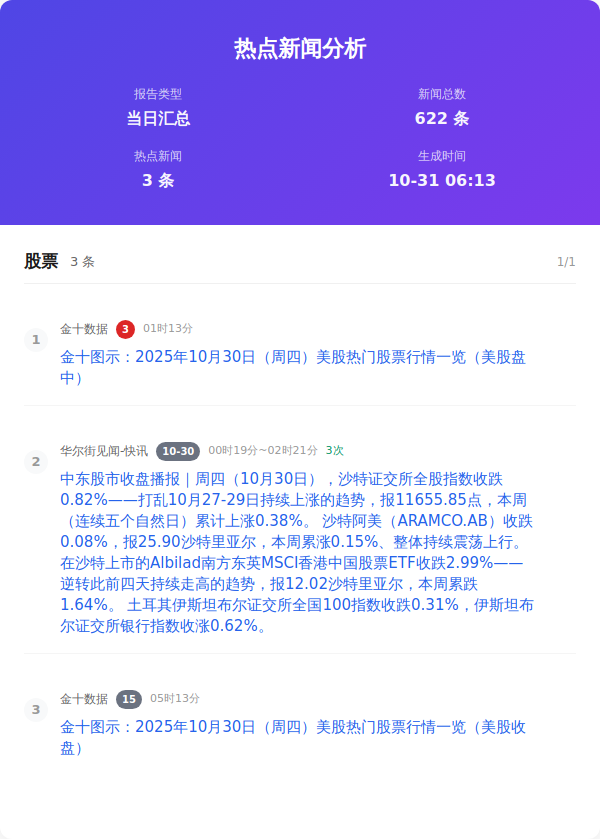 热点新闻分析
报告类型
新闻总数
当日汇总
622 条
热点新闻
生成时间
3 条
10-31 06:13
股票 3 条 1/1
1
金十数据 3 01时13分
金十图示：2025年10月30日（周四）美股热门股票行情一览（美股盘
中）
2
华尔街见闻-快讯 10-30 00时19分~02时21分 3次
中东股市收盘播报｜周四（10月30日），沙特证交所全股指数收跌
0.82%——打乱10月27-29日持续上涨的趋势，报11655.85点，本周
（连续五个自然日）累计上涨0.38%。 沙特阿美（ARAMCO.AB）收跌
0.08%，报25.90沙特里亚尔，本周累涨0.15%、整体持续震荡上行。
在沙特上市的Albilad南方东英MSCI香港中国股票ETF收跌2.99%——
逆转此前四天持续走高的趋势，报12.02沙特里亚尔，本周累跌
1.64%。 土耳其伊斯坦布尔证交所全国100指数收跌0.31%，伊斯坦布
尔证交所银行指数收涨0.62%。
3
金十数据 15 05时13分
金十图示：2025年10月30日（周四）美股热门股票行情一览（美股收
盘）